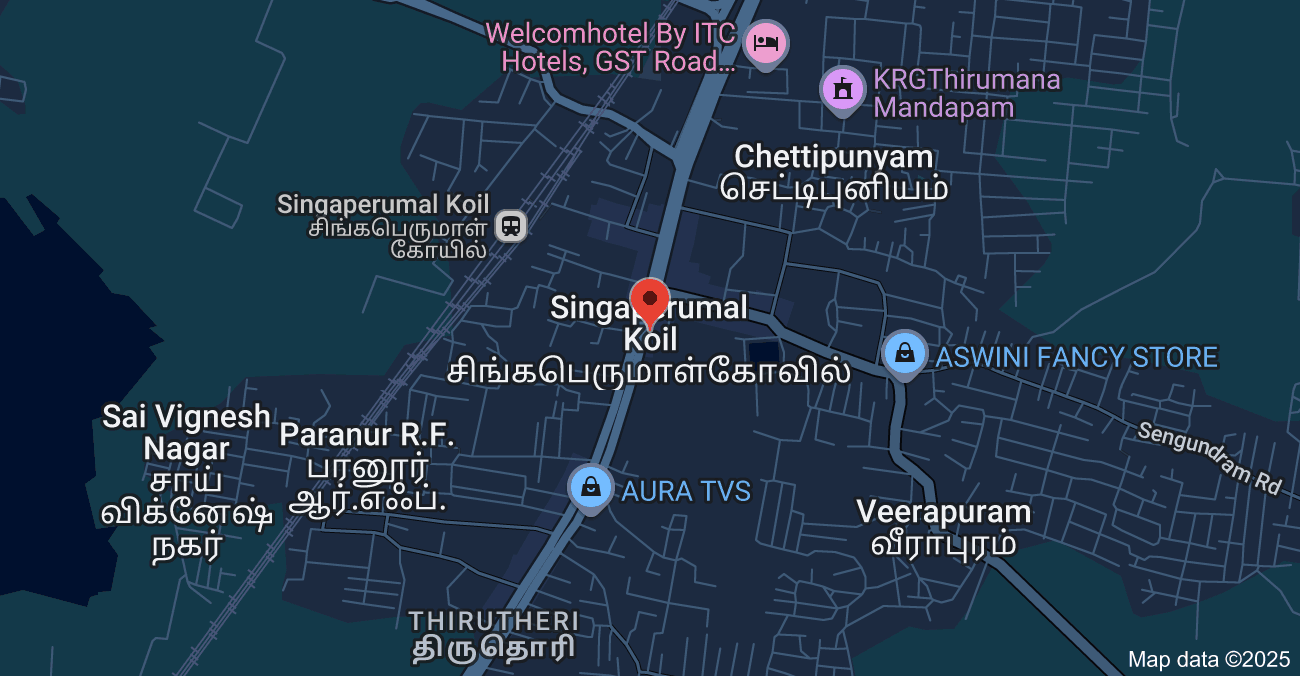 Welcomhotel By ITC
Hotels, GST Road...
KRGThirumana
Mandapam
Chettipunyam
செட்டிபுனியம்
Singaperumal Koil
சிங்கபெருமாள்
கோயில்
Singaperumal
Koil
சிங்கபெருமாள்கோவில்
ASWINI FANCY STORE
Sai Vignesh
Nagar
சாய்
விக்னேஷ்
நகர்
Paranur R.F.
பரனூர்
ஆர்.எஃப்.
Sengundram Rd
AURA TVS
Veerapuram
வீராபுரம்
THIRUTHERI
திருதொரி
Map data ©2025